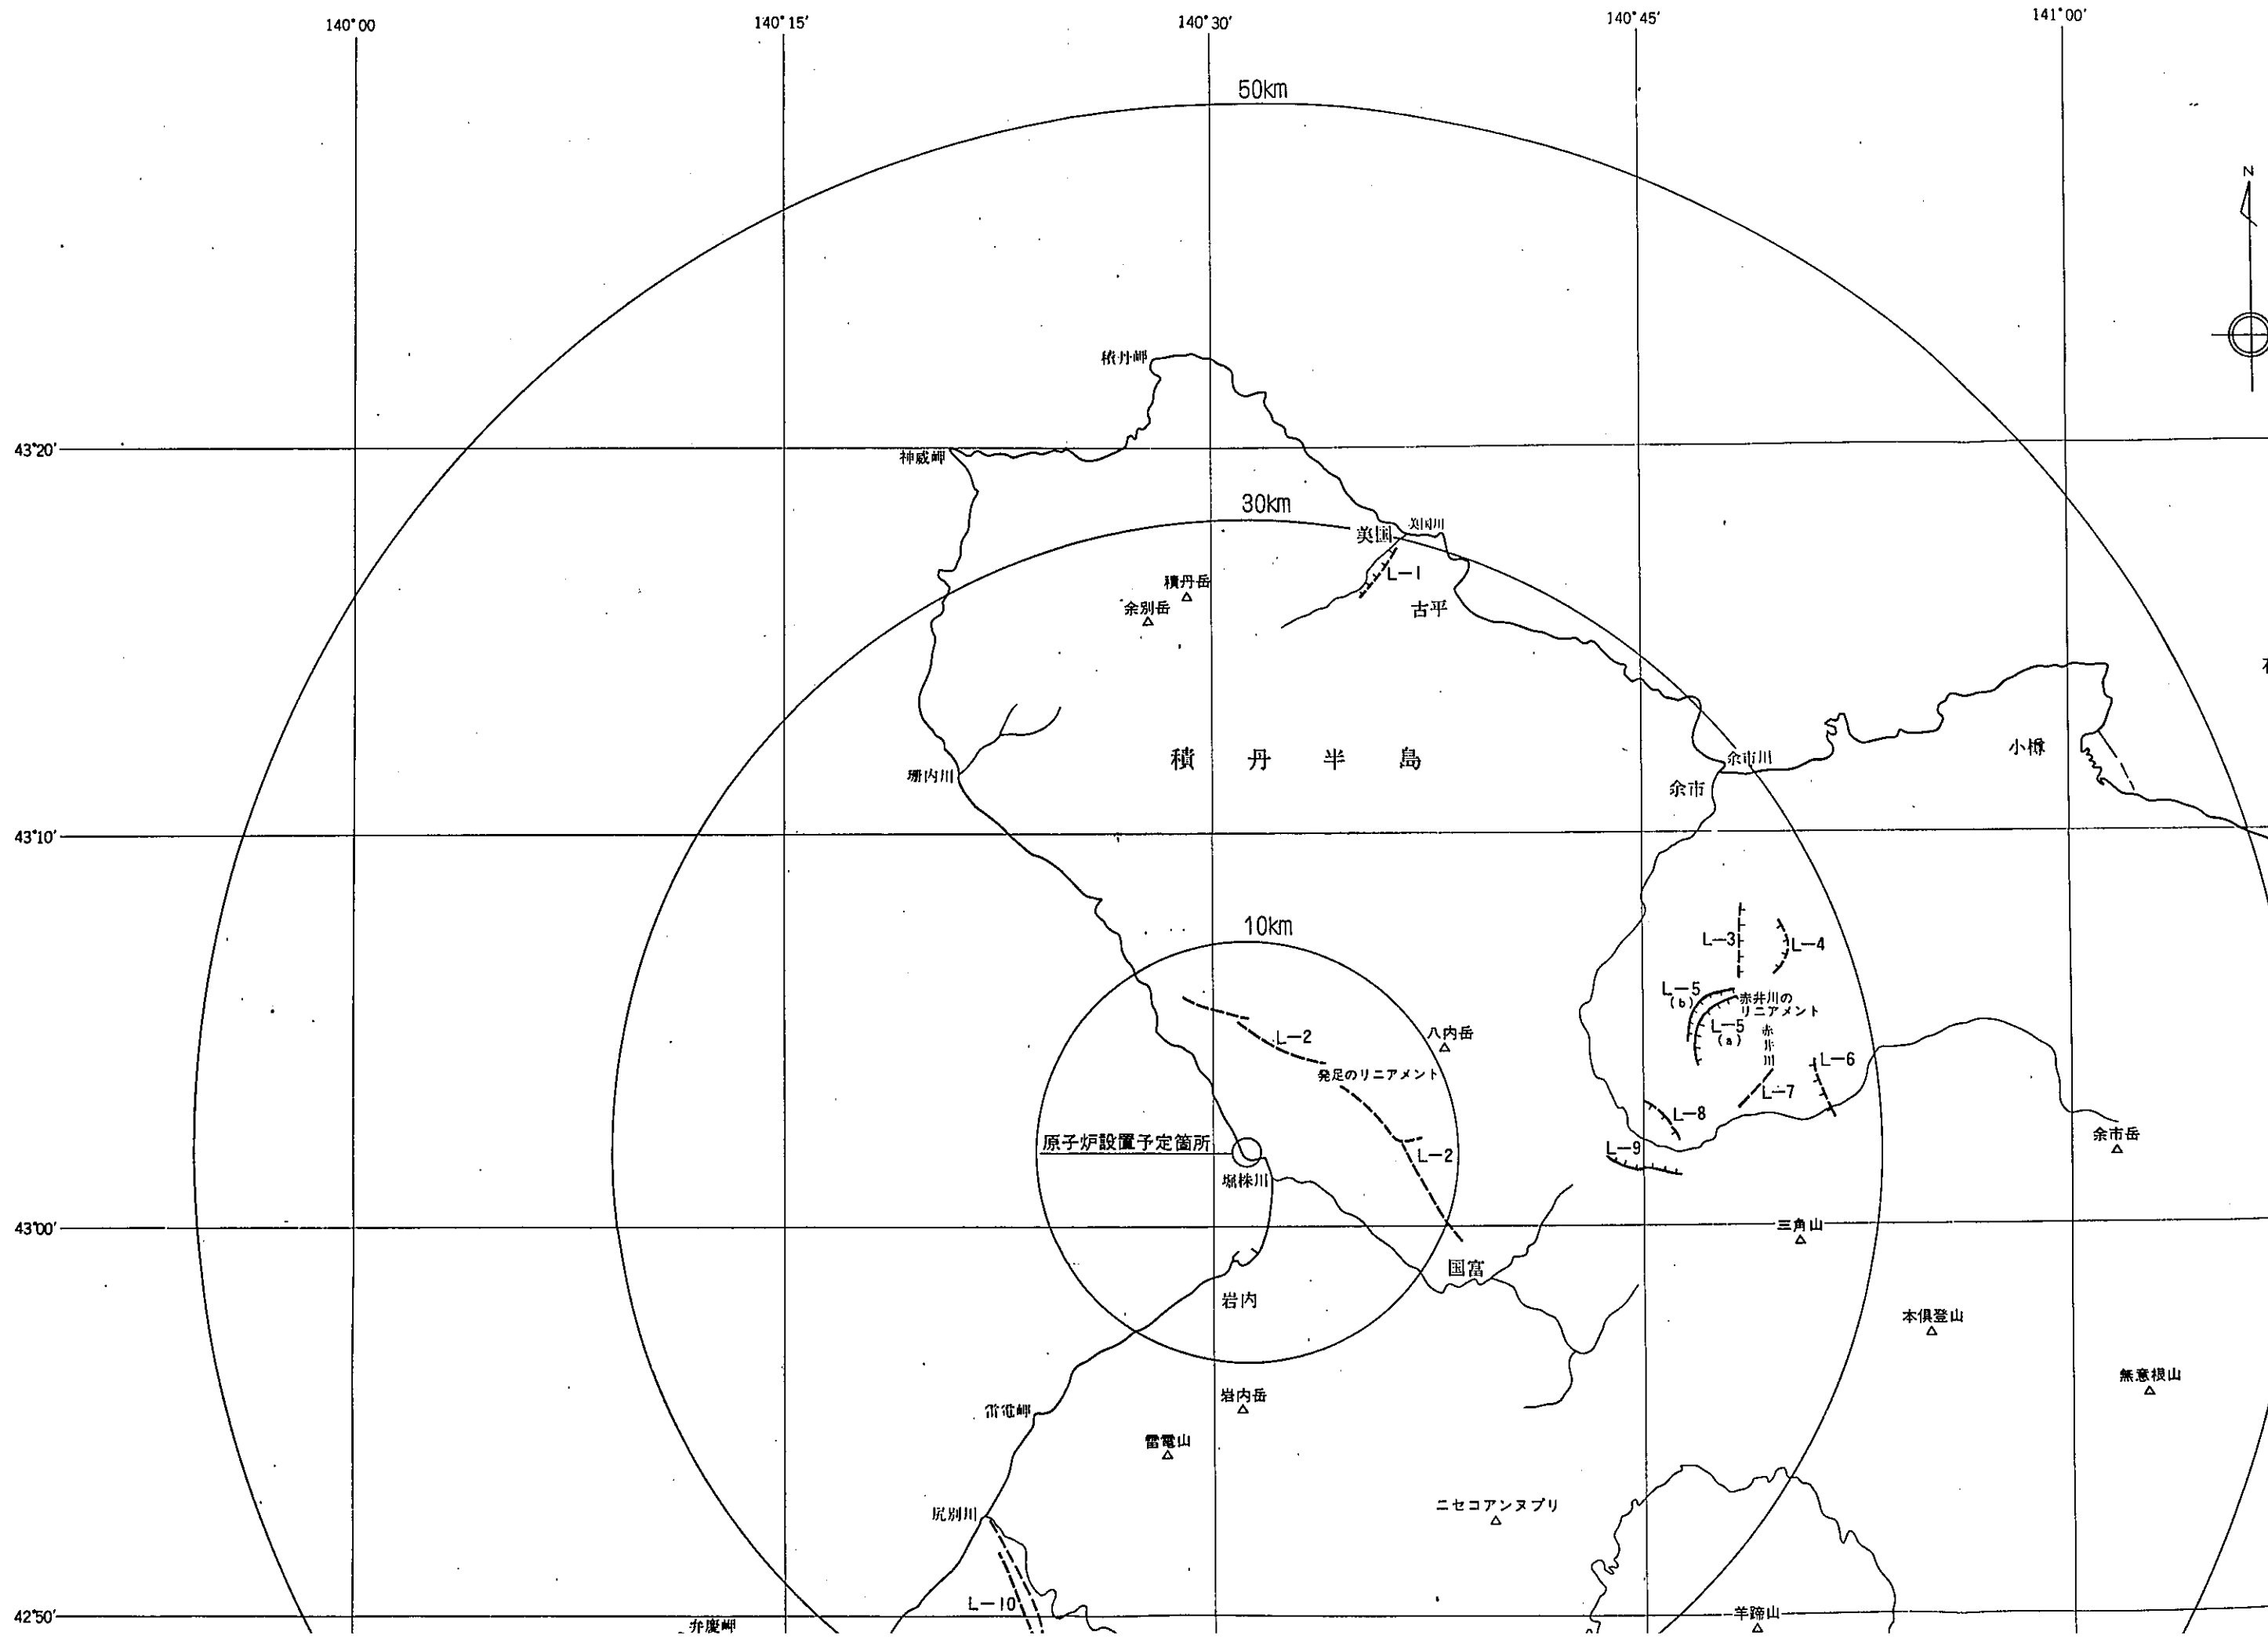 140°00
140°15′
140°30′
140°45′
141°00′
50km
N
積丹岬
43°20′
神威岬
30km
美国
美国川
L-1
積丹岳
余別岳
古平
積丹半島
小樽
珊内川
余市川
余市
43°10′
10km
L-3
L-4
L-5
(b)
赤井川の
リニアメント
L-5
(a)
赤井川
L-2
八内岳
発足のリニアメント
L-6
L-7
L-8
原子炉設置予定箇所
L-9
L-2
余市岳
堀株川
43°00′
三角山
国富
岩内
本倶登山
無意根山
岩内岳
雷電岬
雷電山
ニセコアンヌプリ
尻別川
L-10
42°50′
羊蹄山
弁慶岬